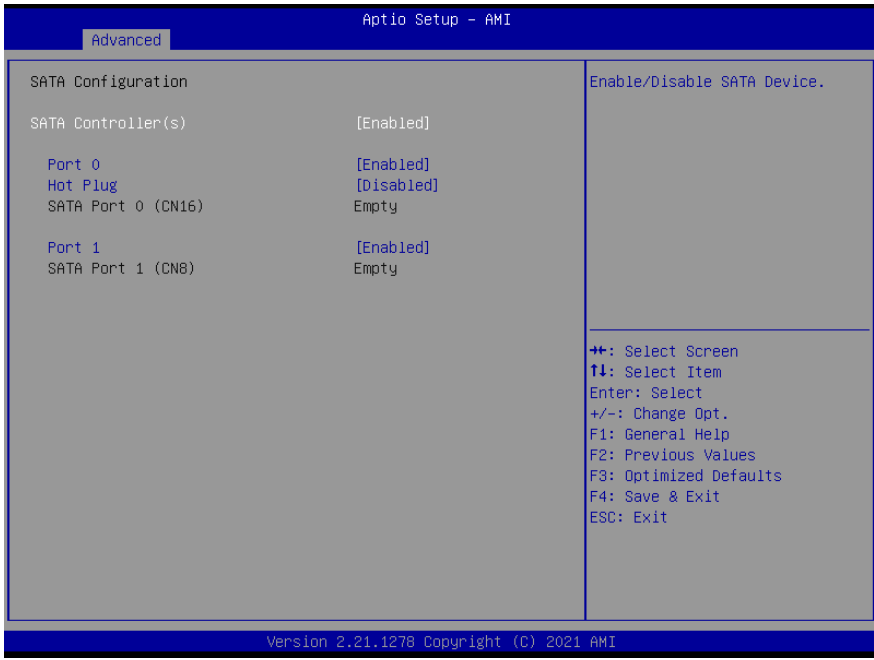 Aptio Setup – AMI
Advanced
SATA Configuration
SATA Controller(s) [Enabled]
Port 0 [Enabled]
Hot Plug [Disabled]
SATA Port 0 (CN16) Empty
Port 1 [Enabled]
SATA Port 1 (CN8) Empty
Enable/Disable SATA Device.
→←: Select Screen
↑↓: Select Item
Enter: Select
+/-: Change Opt.
F1: General Help
F2: Previous Values
F3: Optimized Defaults
F4: Save & Exit
ESC: Exit
Version 2.21.1278 Copyright (C) 2021 AMI